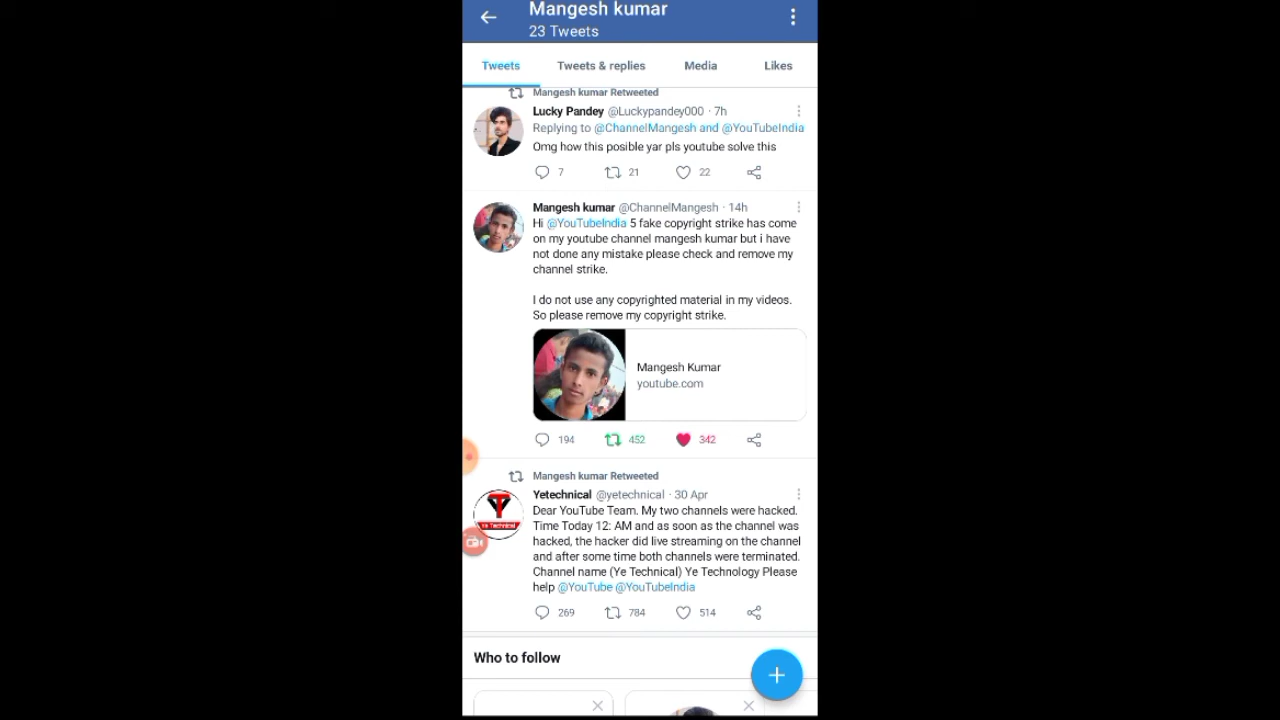 Mangesh kumar
23 Tweets
Tweets
Tweets & replies
Media
Likes
Mangesh kumar Retweeted
Lucky Pandey @Luckypandey000 · 7h
Replying to @ChannelMangesh and @YouTubeIndia
Omg how this posible yar pls youtube solve this
7
21
22
Mangesh kumar @ChannelMangesh · 14h
Hi @YouTubeIndia 5 fake copyright strike has come
on my youtube channel mangesh kumar but i have
not done any mistake please check and remove my
channel strike.
I do not use any copyrighted material in my videos.
So please remove my copyright strike.
Mangesh Kumar
youtube.com
194
452
342
Mangesh kumar Retweeted
Yetechnical @yetechnical · 30 Apr
Ye Technical
Dear YouTube Team. My two channels were hacked.
Time Today 12: AM and as soon as the channel was
hacked, the hacker did live streaming on the channel
and after some time both channels were terminated.
Channel name (Ye Technical) Ye Technology Please
help @YouTube @YouTubeIndia
269
784
514
Who to follow